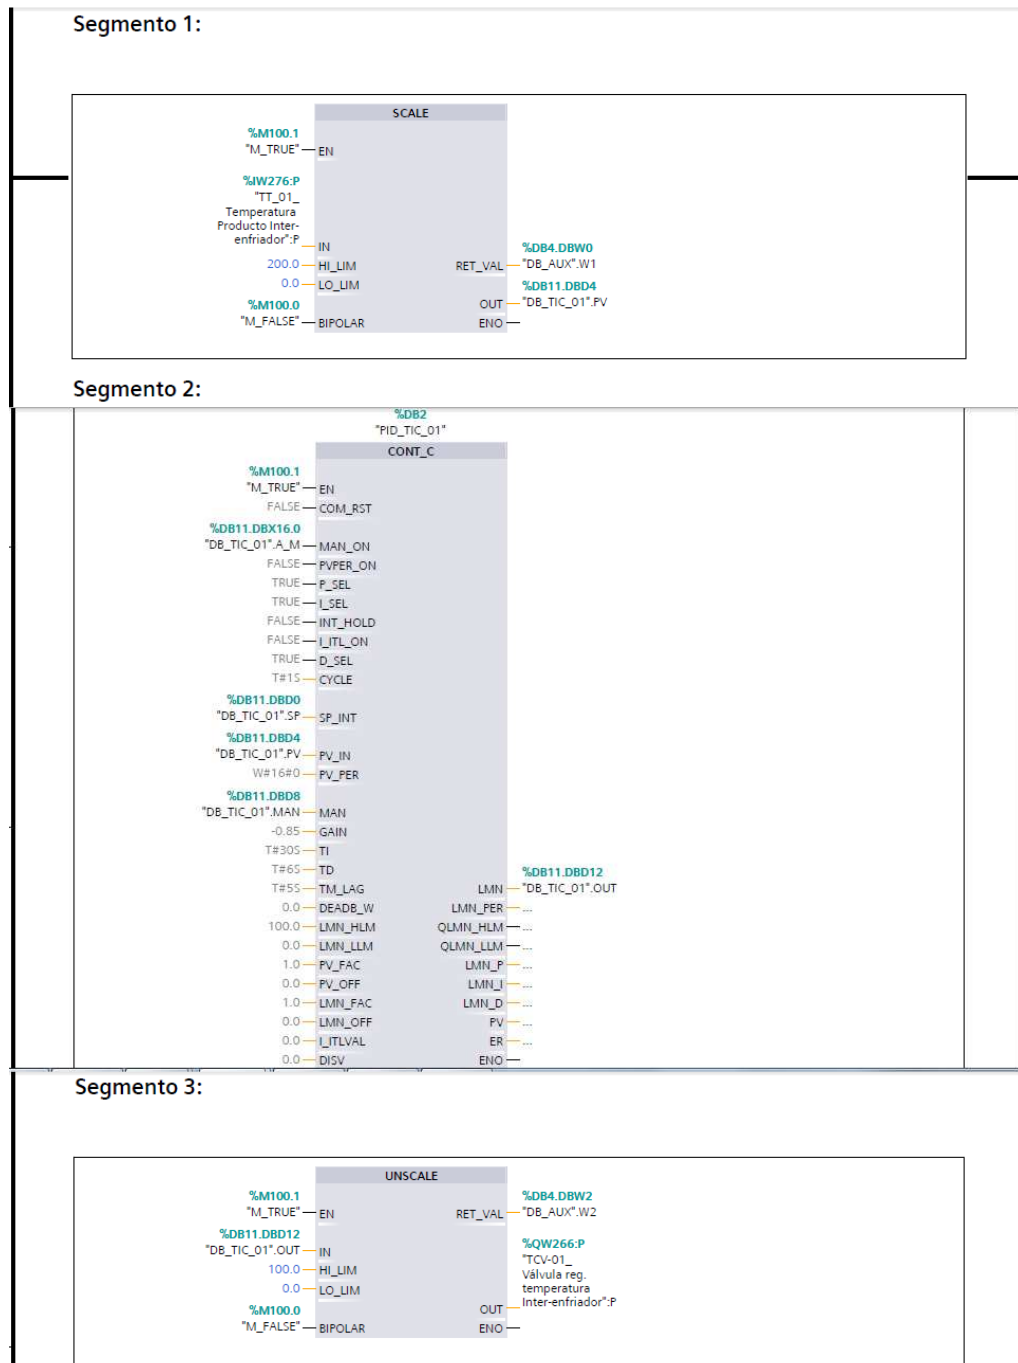 Segmento 1:
SCALE
%M100.1
"M_TRUE" EN
%IW276:P
"TT_01_
Temperatura
Producto Inter-
enfriador":P
IN
%DB4.DBW0
200.0 HI_LIM RET_VAL "DB_AUX".W1
0.0 LO_LIM
%DB11.DBD4
OUT "DB_TIC_01".PV
%M100.0
"M_FALSE" BIPOLAR ENO
Segmento 2:
%DB2
"PID_TIC_01"
CONT_C
%M100.1
"M_TRUE" EN
FALSE COM_RST
%DB11.DBX16.0
"DB_TIC_01".A_M MAN_ON
FALSE PVPER_ON
TRUE P_SEL
TRUE I_SEL
FALSE INT_HOLD
FALSE I_ITL_ON
TRUE D_SEL
T#1S CYCLE
%DB11.DBD0
"DB_TIC_01".SP SP_INT
%DB11.DBD4
"DB_TIC_01".PV PV_IN
W#16#0 PV_PER
%DB11.DBD8
"DB_TIC_01".MAN MAN
-0.85 GAIN
T#30S TI
T#6S TD
%DB11.DBD12
T#5S TM_LAG LMN "DB_TIC_01".OUT
0.0 DEADB_W LMN_PER ...
100.0 LMN_HLM QLMN_HLM ...
0.0 LMN_LLM QLMN_LLM ...
1.0 PV_FAC LMN_P ...
0.0 PV_OFF LMN_I ...
1.0 LMN_FAC LMN_D ...
0.0 LMN_OFF PV ...
0.0 I_ITLVAL ER ...
0.0 DISV ENO
Segmento 3:
UNSCALE
%M100.1
%DB4.DBW2
"M_TRUE" EN RET_VAL "DB_AUX".W2
%DB11.DBD12
"DB_TIC_01".OUT IN
100.0 HI_LIM
0.0 LO_LIM
%QW266:P
"TCV-01_
Válvula reg.
temperatura
Inter-enfriador":P
OUT
%M100.0
"M_FALSE" BIPOLAR ENO